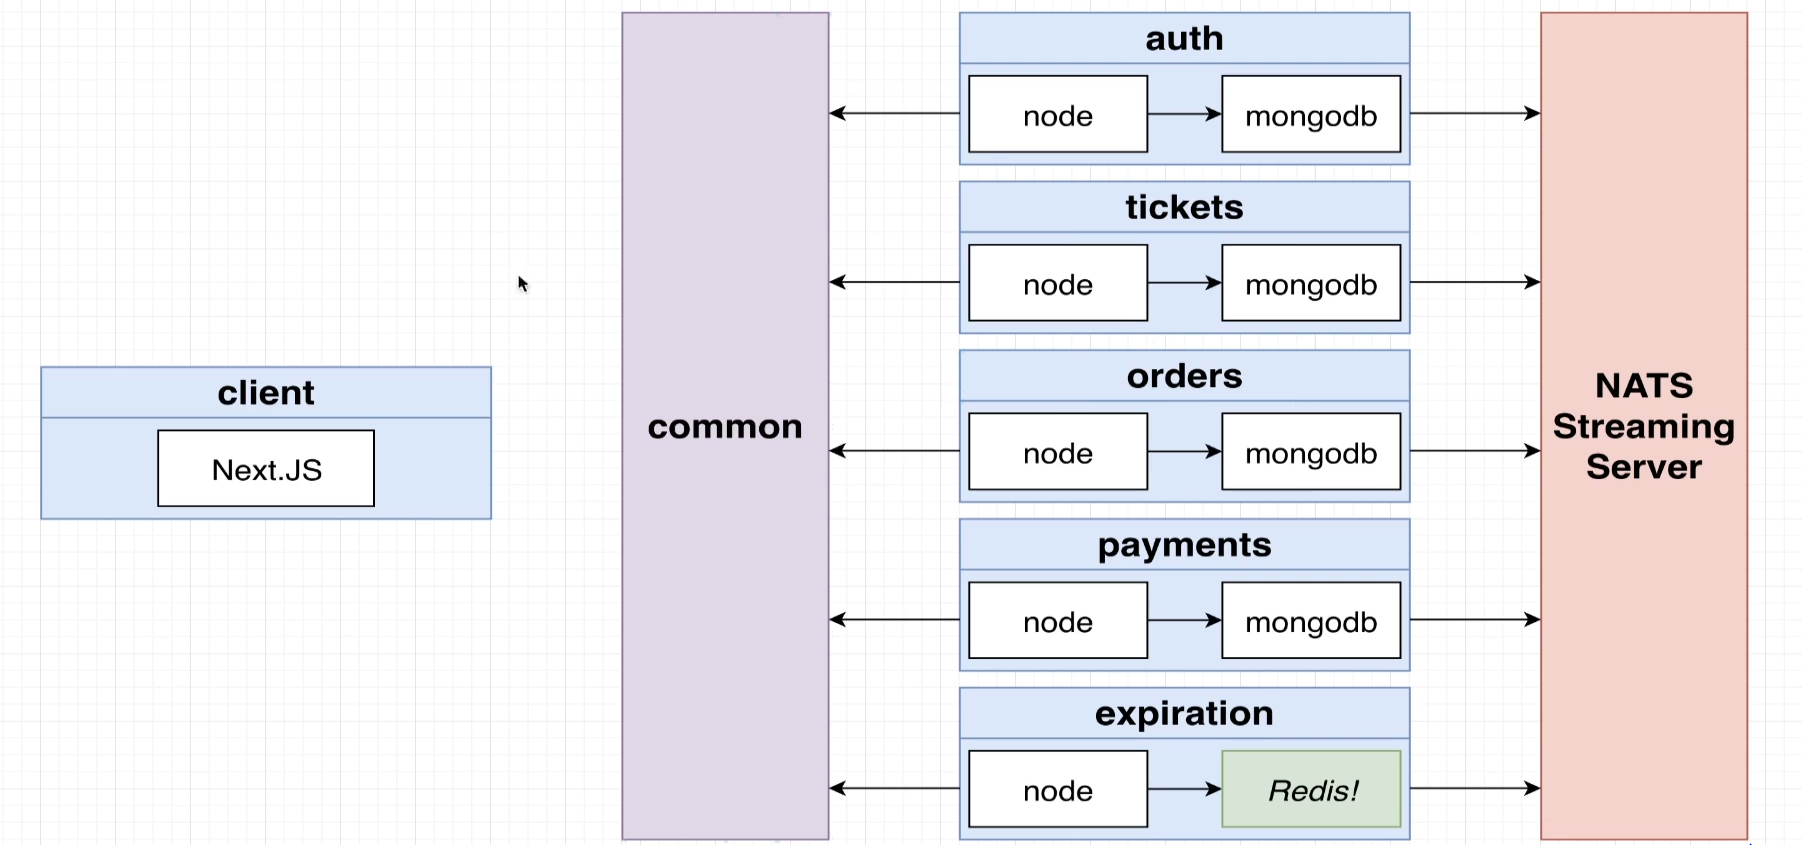 client
Next.JS
common
auth
node
mongodb
tickets
node
mongodb
orders
node
mongodb
payments
node
mongodb
expiration
node
Redis!
NATS
Streaming
Server